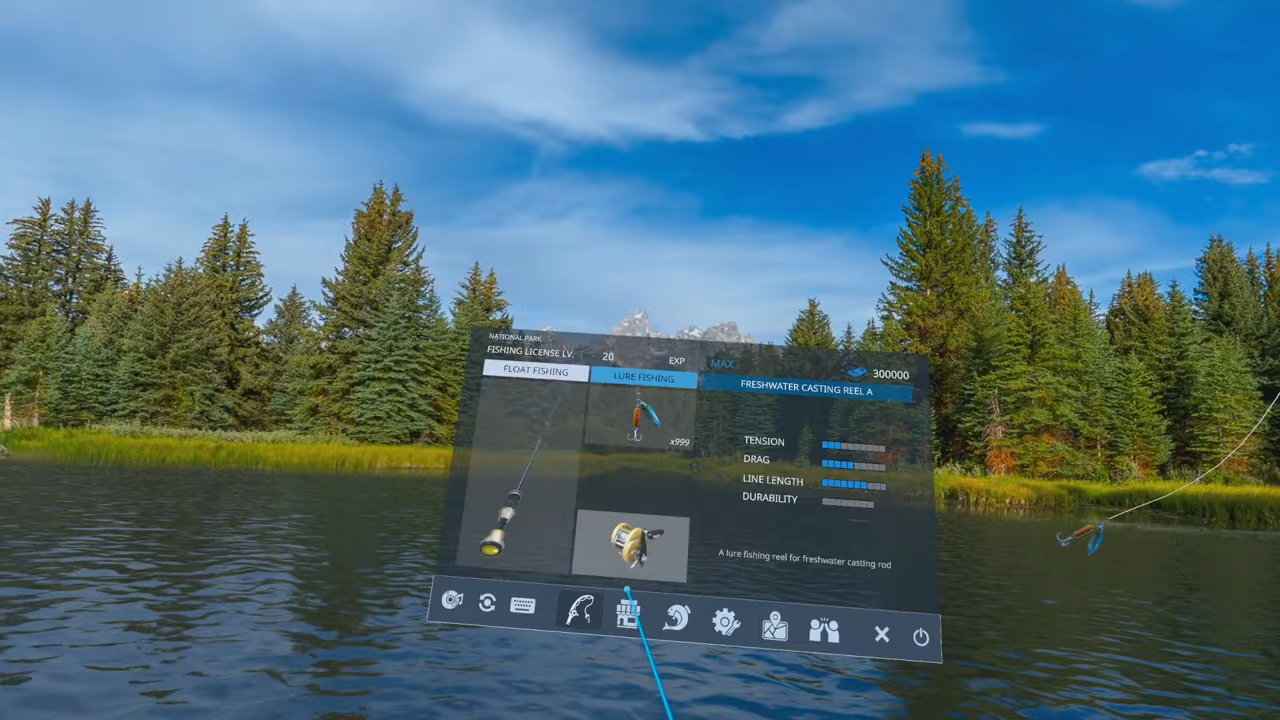 NATIONAL PARK
FISHING LICENSE LV. 20 EXP MAX 300000
FLOAT FISHING LURE FISHING FRESHWATER CASTING REEL A
x999
TENSION
DRAG
LINE LENGTH
DURABILITY
A lure fishing reel for freshwater casting rod